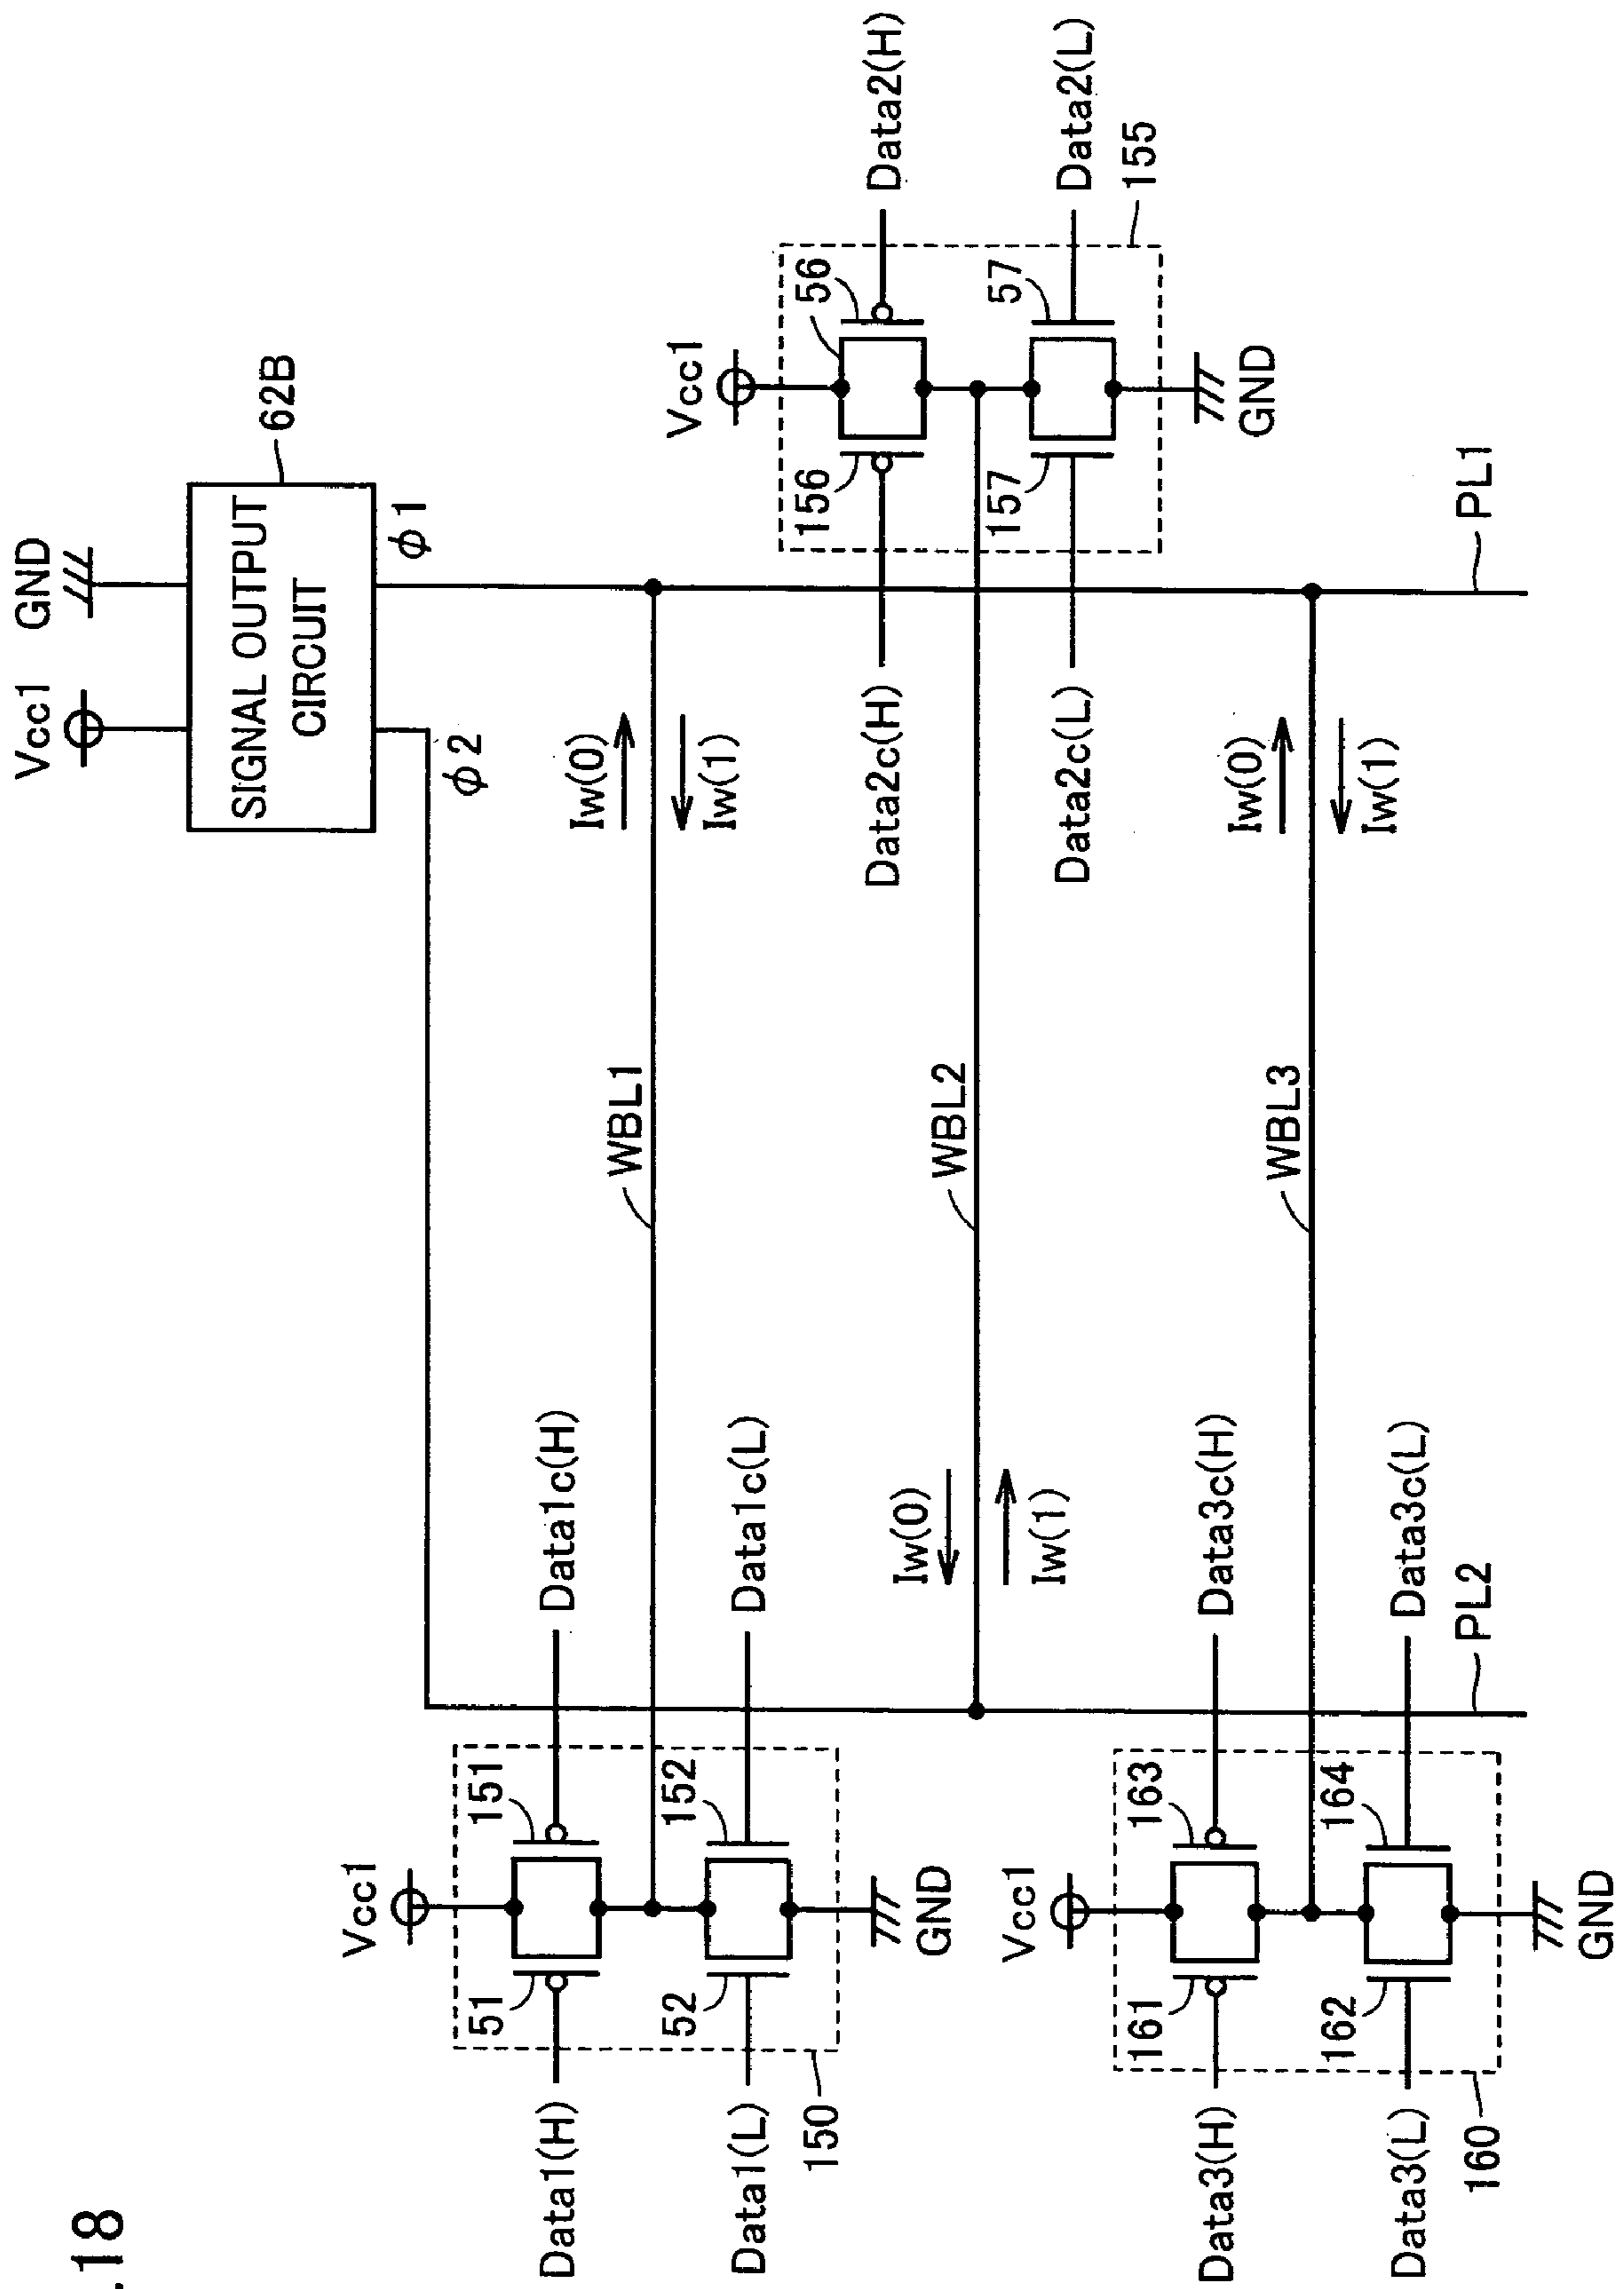 .18
Vcc1
GND
SIGNAL OUTPUT
CIRCUIT
62B
φ2
φ1
Vcc1
51
151
Data1(H)
Data1c(H)
52
152
Data1(L)
Data1c(L)
GND
150
WBL1
Iw(0)
Iw(1)
Vcc1
156
56
Data2c(H)
Data2(H)
157
57
Data2c(L)
Data2(L)
GND
155
Iw(0)
Iw(1)
WBL2
Vcc1
161
163
Data3(H)
Data3c(H)
162
164
Data3(L)
Data3c(L)
GND
160
WBL3
Iw(0)
Iw(1)
PL2
PL1